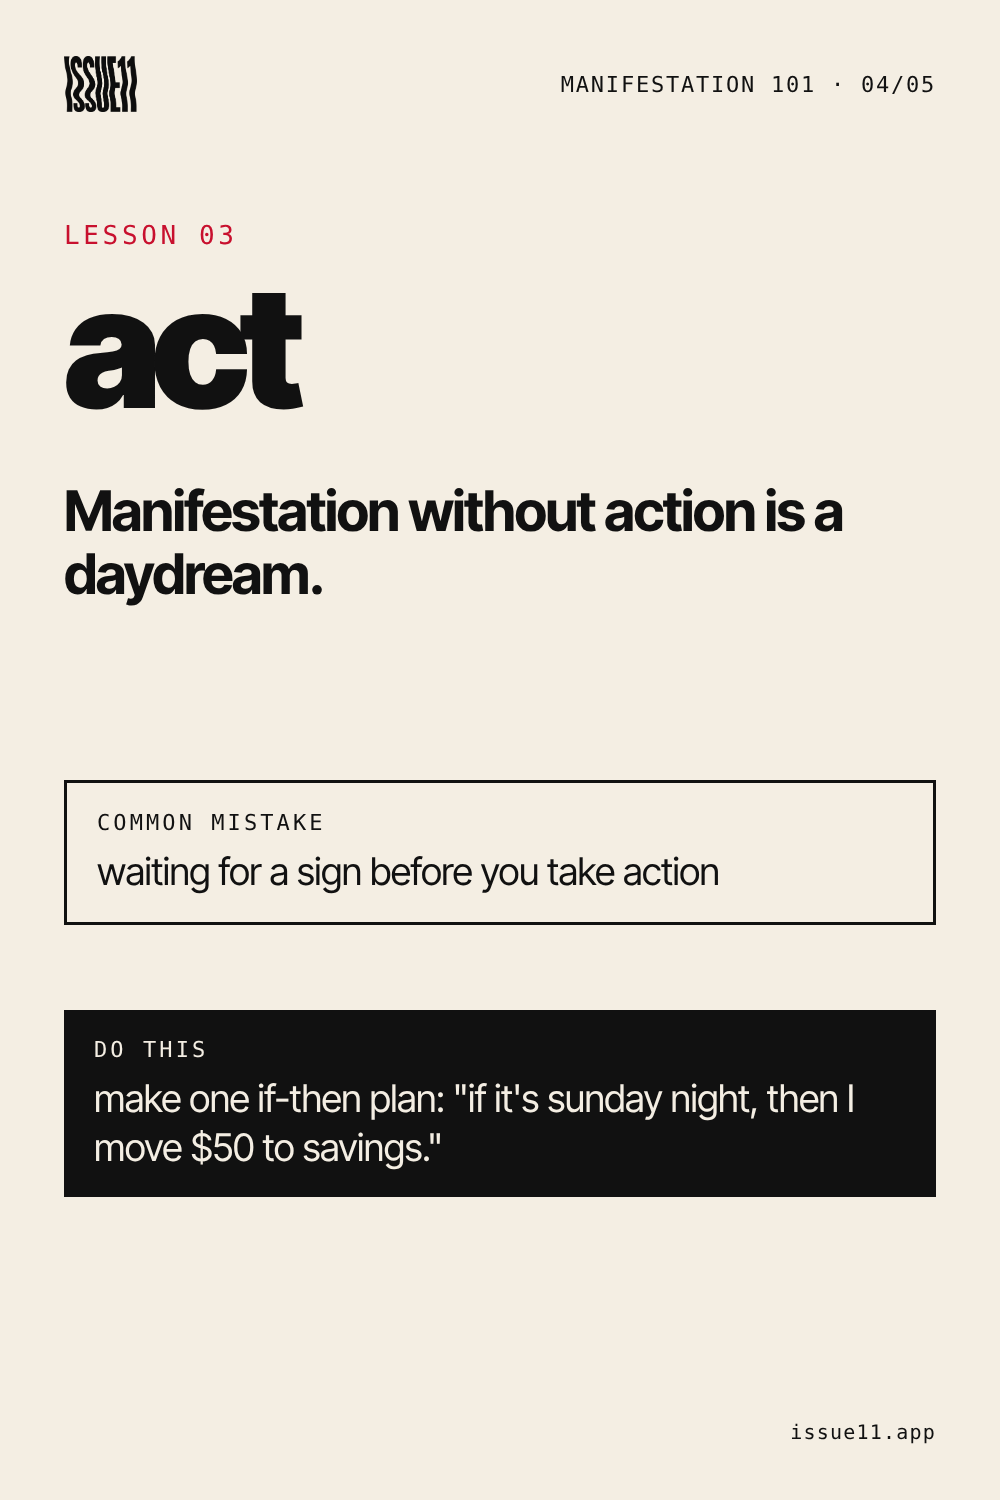 ISSUE11
MANIFESTATION 101 · 04/05
LESSON 03
act
Manifestation without action is a
daydream.
COMMON MISTAKE
waiting for a sign before you take action
DO THIS
make one if-then plan: "if it's sunday night, then I
move $50 to savings."
issue11.app